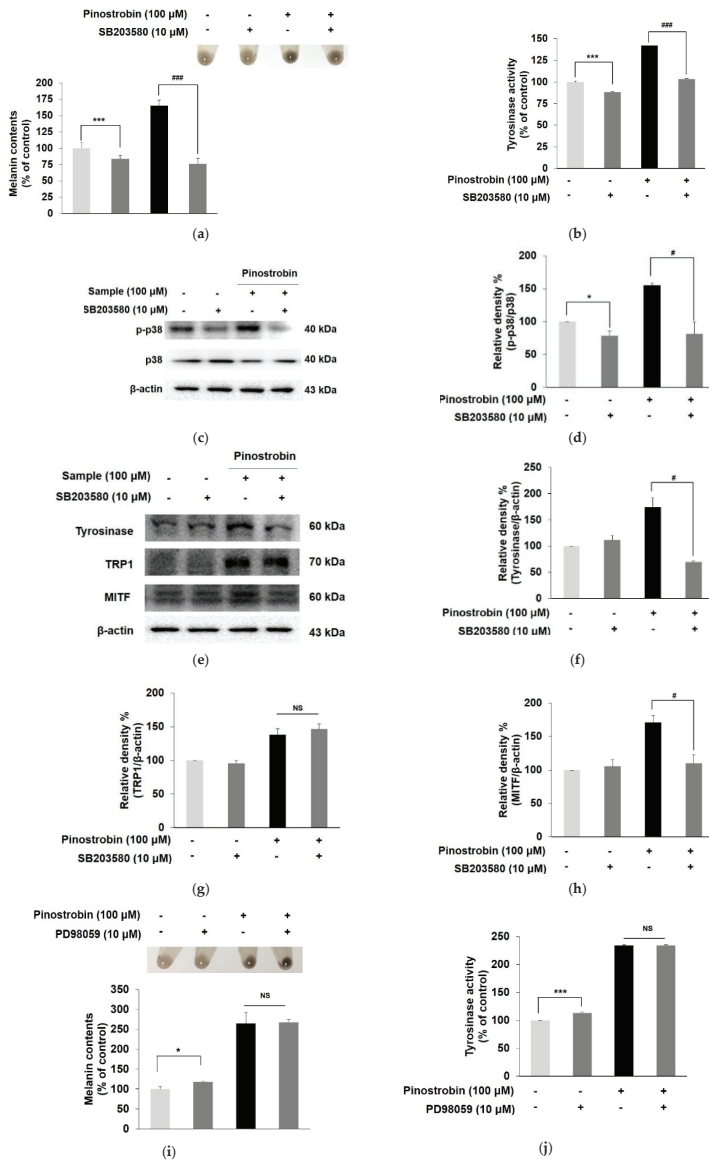 Pinostrobin (100 μM) - - + +
SB203580 (10 μM) - + - +
Melanin contents
(% of control)
200
175
150
125
100
75
50
25
0
***
###
(a)
Tyrosinase activity
(% of control)
150
125
100
75
50
25
0
***
###
Pinostrobin (100 μM) - - + +
SB203580 (10 μM) - + - +
(b)
Pinostrobin
Sample (100 μM) - - + +
SB203580 (10 μM) - + - +
p-p38 40 kDa
p38 40 kDa
β-actin 43 kDa
(c)
Relative density %
(p-p38/p38)
200
150
100
50
0
*
#
Pinostrobin (100 μM) - - + +
SB203580 (10 μM) - + - +
(d)
Pinostrobin
Sample (100 μM) - - + +
SB203580 (10 μM) - + - +
Tyrosinase 60 kDa
TRP1 70 kDa
MITF 60 kDa
β-actin 43 kDa
(e)
Relative density %
(Tyrosinase/β-actin)
250
200
150
100
50
0
#
Pinostrobin (100 μM) - - + +
SB203580 (10 μM) - + - +
(f)
Relative density %
(TRP1/β-actin)
200
150
100
50
0
NS
Pinostrobin (100 μM) - - + +
SB203580 (10 μM) - + - +
(g)
Relative density %
(MITF/β-actin)
200
150
100
50
0
#
Pinostrobin (100 μM) - - + +
SB203580 (10 μM) - + - +
(h)
Pinostrobin (100 μM) - - + +
PD98059 (10 μM) - + - +
Melanin contents
(% of control)
350
300
250
200
150
100
50
0
*
NS
(i)
Tyrosinase activity
(% of control)
250
200
150
100
50
0
***
NS
Pinostrobin (100 μM) - - + +
PD98059 (10 μM) - + - +
(j)